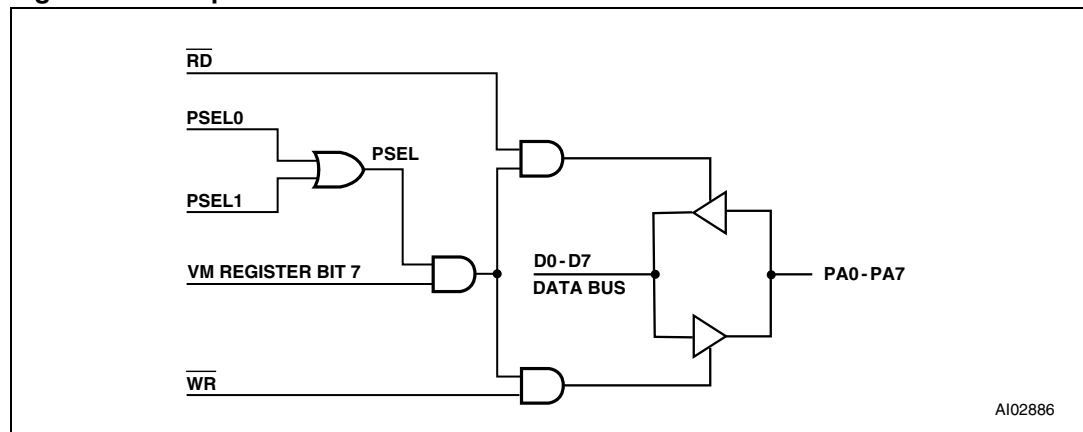 RD
PSEL0
PSEL
PSEL1
VM REGISTER BIT 7
D0-D7
DATA BUS
PA0-PA7
WR
AI02886